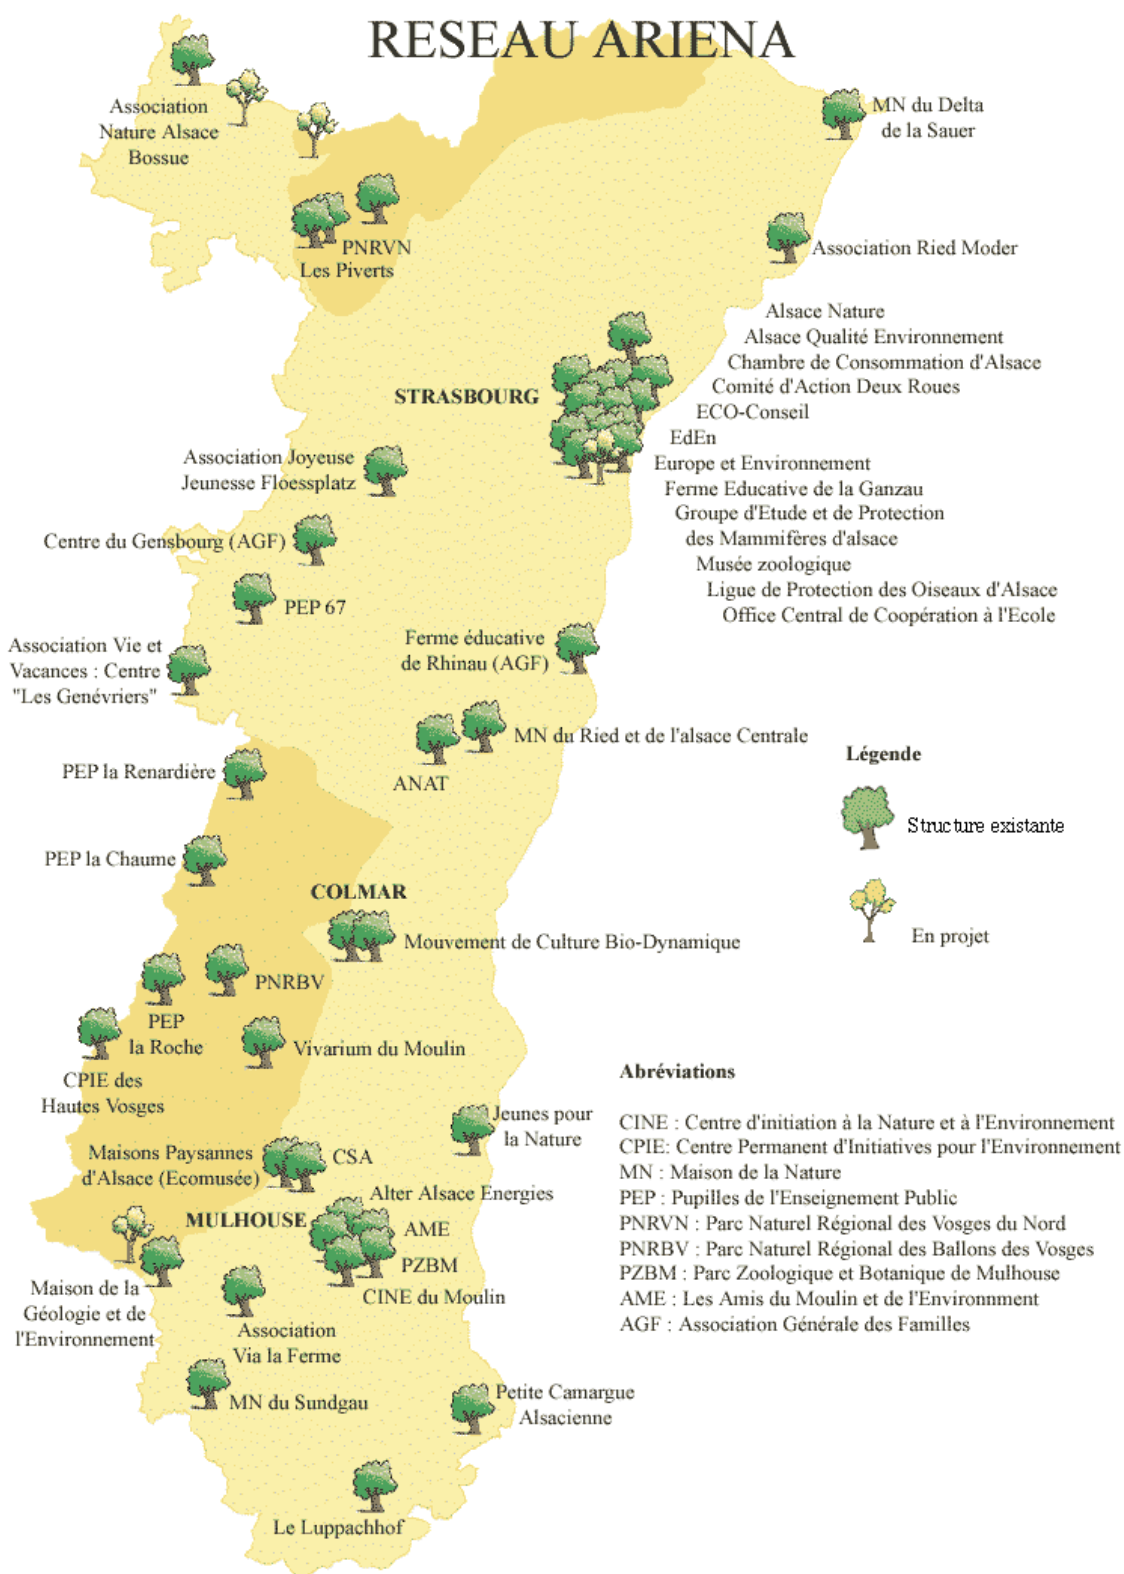 RESEAU ARIENA
Association
Nature Alsace
Bossue
MN du Delta
de la Sauer
PNRVN
Les Piverts
Association Ried Moder
Alsace Nature
Alsace Qualité Environnement
Chambre de Consommation d'Alsace
Comité d'Action Deux Roues
ECO-Conseil
EdEn
Europe et Environnement
Ferme Educative de la Ganzau
Groupe d'Etude et de Protection
des Mammifères d'alsace
Musée zoologique
Ligue de Protection des Oiseaux d'Alsace
Office Central de Coopération à l'Ecole
STRASBOURG
Association Joyeuse
Jeunesse Floessplatz
Centre du Gensbourg (AGF)
PEP 67
Association Vie et
Vacances : Centre
"Les Genévriers"
Ferme éducative
de Rhinau (AGF)
MN du Ried et de l'alsace Centrale
ANAT
PEP la Renardière
PEP la Chaume
COLMAR
Mouvement de Culture Bio-Dynamique
PNRBV
PEP
la Roche
CPIE des
Hautes Vosges
Vivarium du Moulin
Jeunes pour
la Nature
Maisons Paysannes
d'Alsace (Ecomusée)
CSA
Alter Alsace Energies
MULHOUSE
AME
PZBM
CINE du Moulin
Maison de la
Géologie et de
l'Environnement
Association
Via la Ferme
MN du Sundgau
Petite Camargue
Alsacienne
Le Luppachhof
Légende
Structure existante
En projet
Abréviations
CINE : Centre d'initiation à la Nature et à l'Environnement
CPIE: Centre Permanent d'Initiatives pour l'Environnement
MN : Maison de la Nature
PEP : Pupilles de l'Enseignement Public
PNRVN : Parc Naturel Régional des Vosges du Nord
PNRBV : Parc Naturel Régional des Ballons des Vosges
PZBM : Parc Zoologique et Botanique de Mulhouse
AME : Les Amis du Moulin et de l'Environnment
AGF : Association Générale des Familles